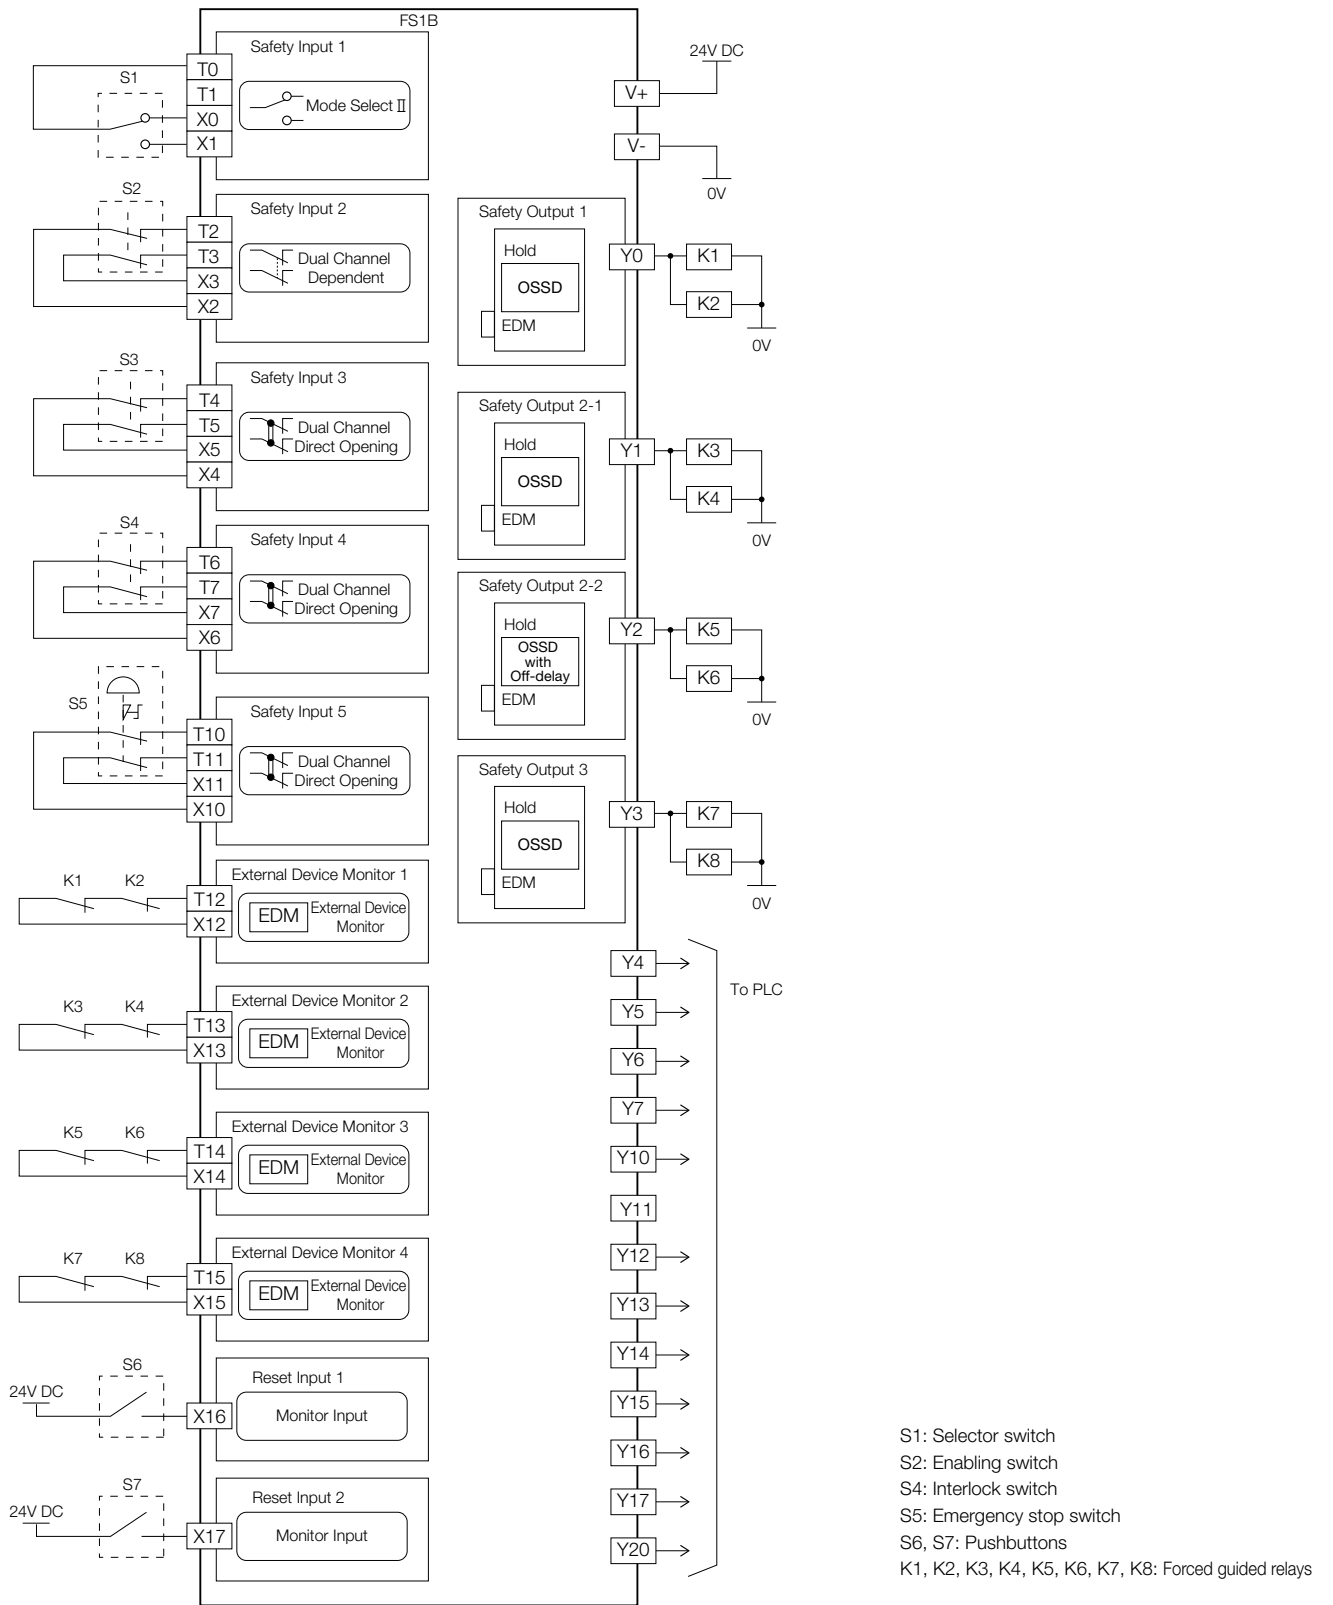 FS1B
Safety Input 1
S1
T0
T1
X0
X1
Mode Select Ⅱ
S2
Safety Input 2
T2
T3
X3
X2
Dual Channel
Dependent
S3
Safety Input 3
T4
T5
X5
X4
Dual Channel
Direct Opening
S4
Safety Input 4
T6
T7
X7
X6
Dual Channel
Direct Opening
S5
Safety Input 5
T10
T11
X11
X10
Dual Channel
Direct Opening
K1 K2
External Device Monitor 1
T12
X12
EDM
External Device
Monitor
K3 K4
External Device Monitor 2
T13
X13
EDM
External Device
Monitor
K5 K6
External Device Monitor 3
T14
X14
EDM
External Device
Monitor
K7 K8
External Device Monitor 4
T15
X15
EDM
External Device
Monitor
S6
24V DC
X16
Reset Input 1
Monitor Input
S7
24V DC
X17
Reset Input 2
Monitor Input
24V DC
V+
V-
0V
Safety Output 1
Hold
OSSD
EDM
Y0
K1
K2
0V
Safety Output 2-1
Hold
OSSD
EDM
Y1
K3
K4
0V
Safety Output 2-2
Hold
OSSD
with
Off-delay
EDM
Y2
K5
K6
0V
Safety Output 3
Hold
OSSD
EDM
Y3
K7
K8
0V
Y4
Y5
Y6
Y7
Y10
Y11
Y12
Y13
Y14
Y15
Y16
Y17
Y20
To PLC
S1: Selector switch
S2: Enabling switch
S4: Interlock switch
S5: Emergency stop switch
S6, S7: Pushbuttons
K1, K2, K3, K4, K5, K6, K7, K8: Forced guided relays